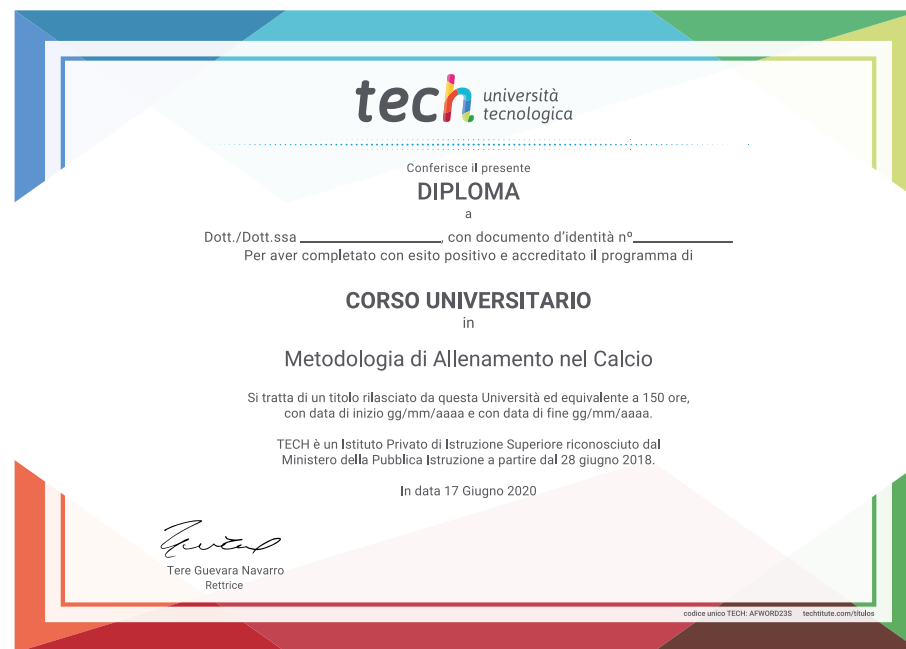 tech università
tecnologica
Conferisce il presente
DIPLOMA
a
Dott./Dott.ssa ____________________, con documento d'identità nº______________
Per aver completato con esito positivo e accreditato il programma di
CORSO UNIVERSITARIO
in
Metodologia di Allenamento nel Calcio
Si tratta di un titolo rilasciato da questa Università ed equivalente a 150 ore,
con data di inizio gg/mm/aaaa e con data di fine gg/mm/aaaa.
TECH è un Istituto Privato di Istruzione Superiore riconosciuto dal
Ministero della Pubblica Istruzione a partire dal 28 giugno 2018.
In data 17 Giugno 2020
Tere Guevara Navarro
Rettrice
codice unico TECH: AFWORD23S techtitute.com/titulos